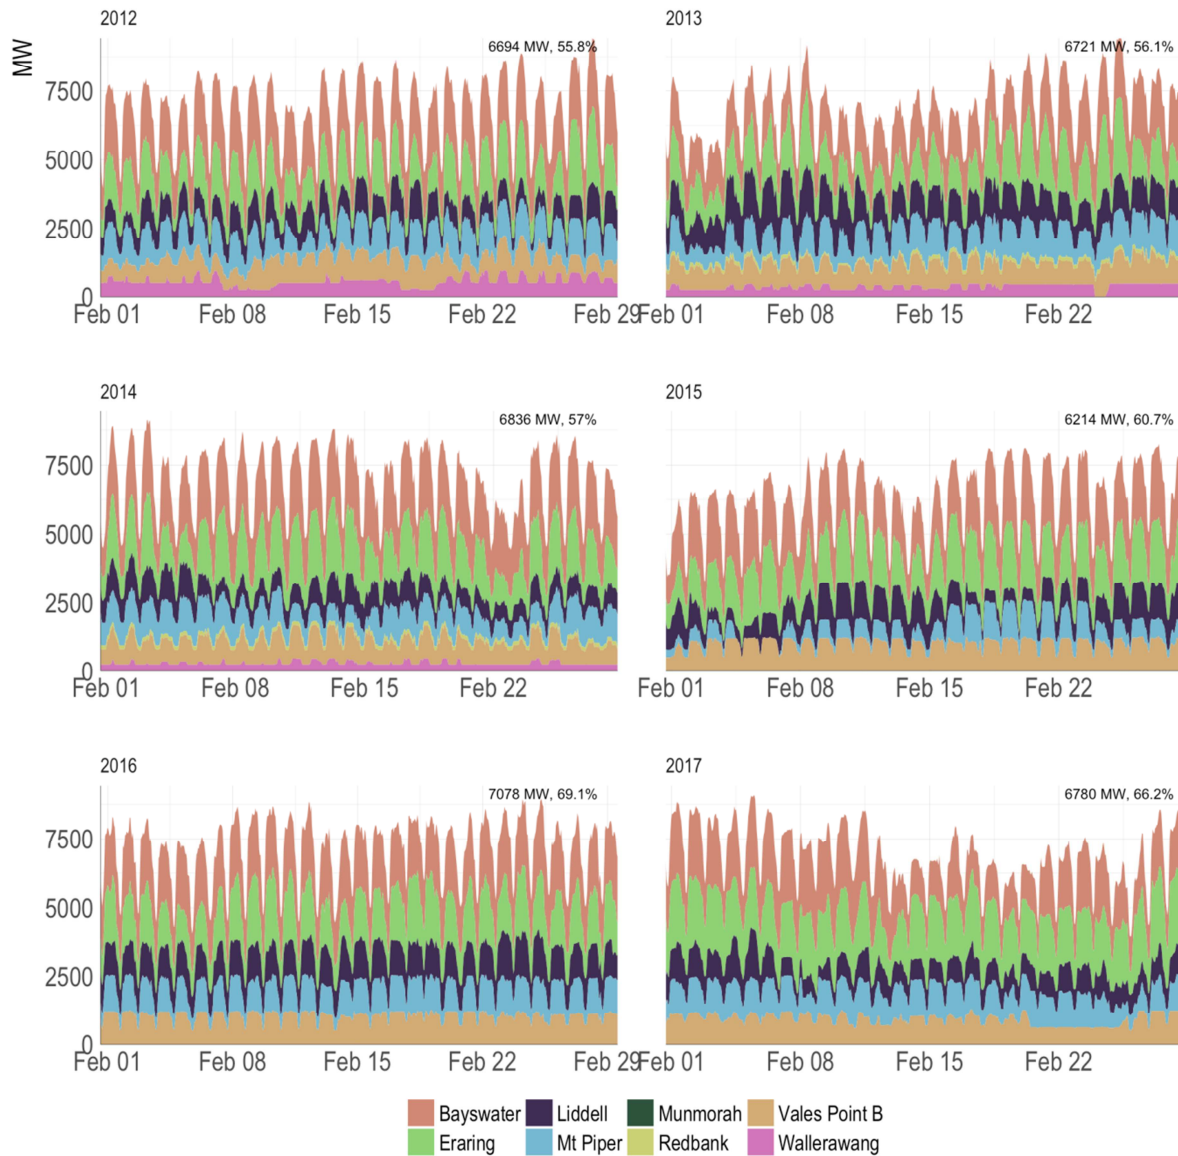 2012
2013
MW
6694 MW, 55.8%
6721 MW, 56.1%
7500
5000
2500
0
Feb 01 Feb 08 Feb 15 Feb 22 Feb 29
Feb 01 Feb 08 Feb 15 Feb 22
2014
2015
6836 MW, 57%
6214 MW, 60.7%
7500
5000
2500
0
Feb 01 Feb 08 Feb 15 Feb 22
Feb 01 Feb 08 Feb 15 Feb 22
2016
2017
7078 MW, 69.1%
6780 MW, 66.2%
7500
5000
2500
0
Feb 01 Feb 08 Feb 15 Feb 22 Feb 29
Feb 01 Feb 08 Feb 15 Feb 22
Bayswater Liddell Munmorah Vales Point B
Eraring Mt Piper Redbank Wallerawang